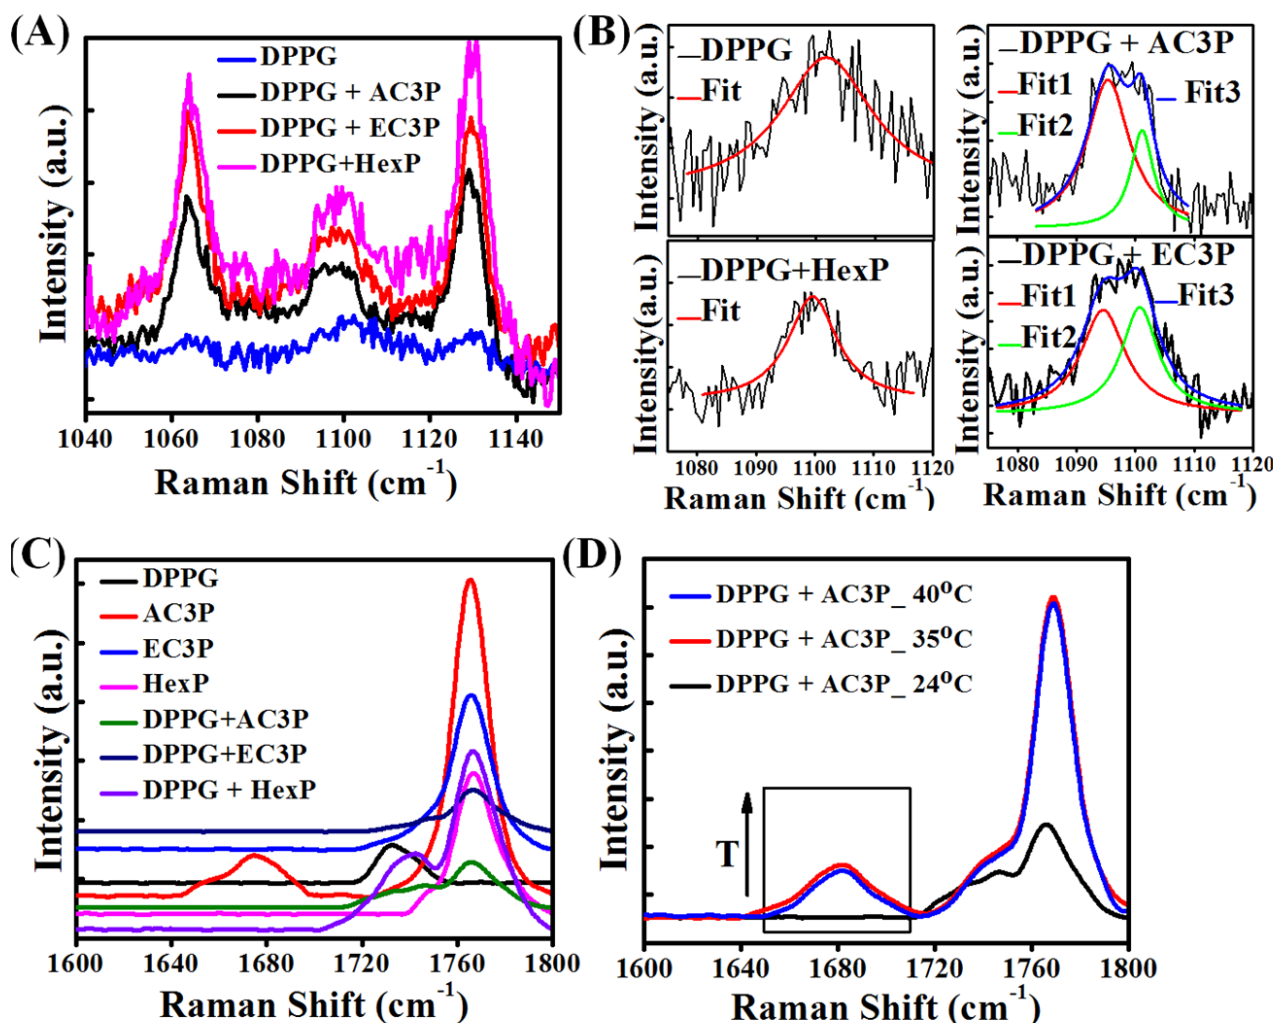 (A)
DPPG
DPPG + AC3P
DPPG + EC3P
DPPG+HexP
Intensity (a.u.)
1040 1060 1080 1100 1120 1140
Raman Shift (cm⁻¹)
(B)
DPPG
Fit
Intensity (a.u.)
DPPG + AC3P
Fit1
Fit3
Fit2
Intensity (a.u.)
DPPG+HexP
Fit
Intensity(a.u.)
1080 1090 1100 1110 1120
Raman Shift (cm⁻¹)
DPPG + EC3P
Fit1
Fit3
Fit2
Intensity (a.u.)
1080 1090 1100 1110 1120
Raman Shift (cm⁻¹)
(C)
DPPG
AC3P
EC3P
HexP
DPPG+AC3P
DPPG+EC3P
DPPG + HexP
Intensity (a.u.)
1600 1640 1680 1720 1760 1800
Raman Shift (cm⁻¹)
(D)
DPPG + AC3P_ 40⁰C
DPPG + AC3P_ 35⁰C
DPPG + AC3P_ 24⁰C
T
Intensity (a.u.)
1600 1640 1680 1720 1760 1800
Raman Shift (cm⁻¹)